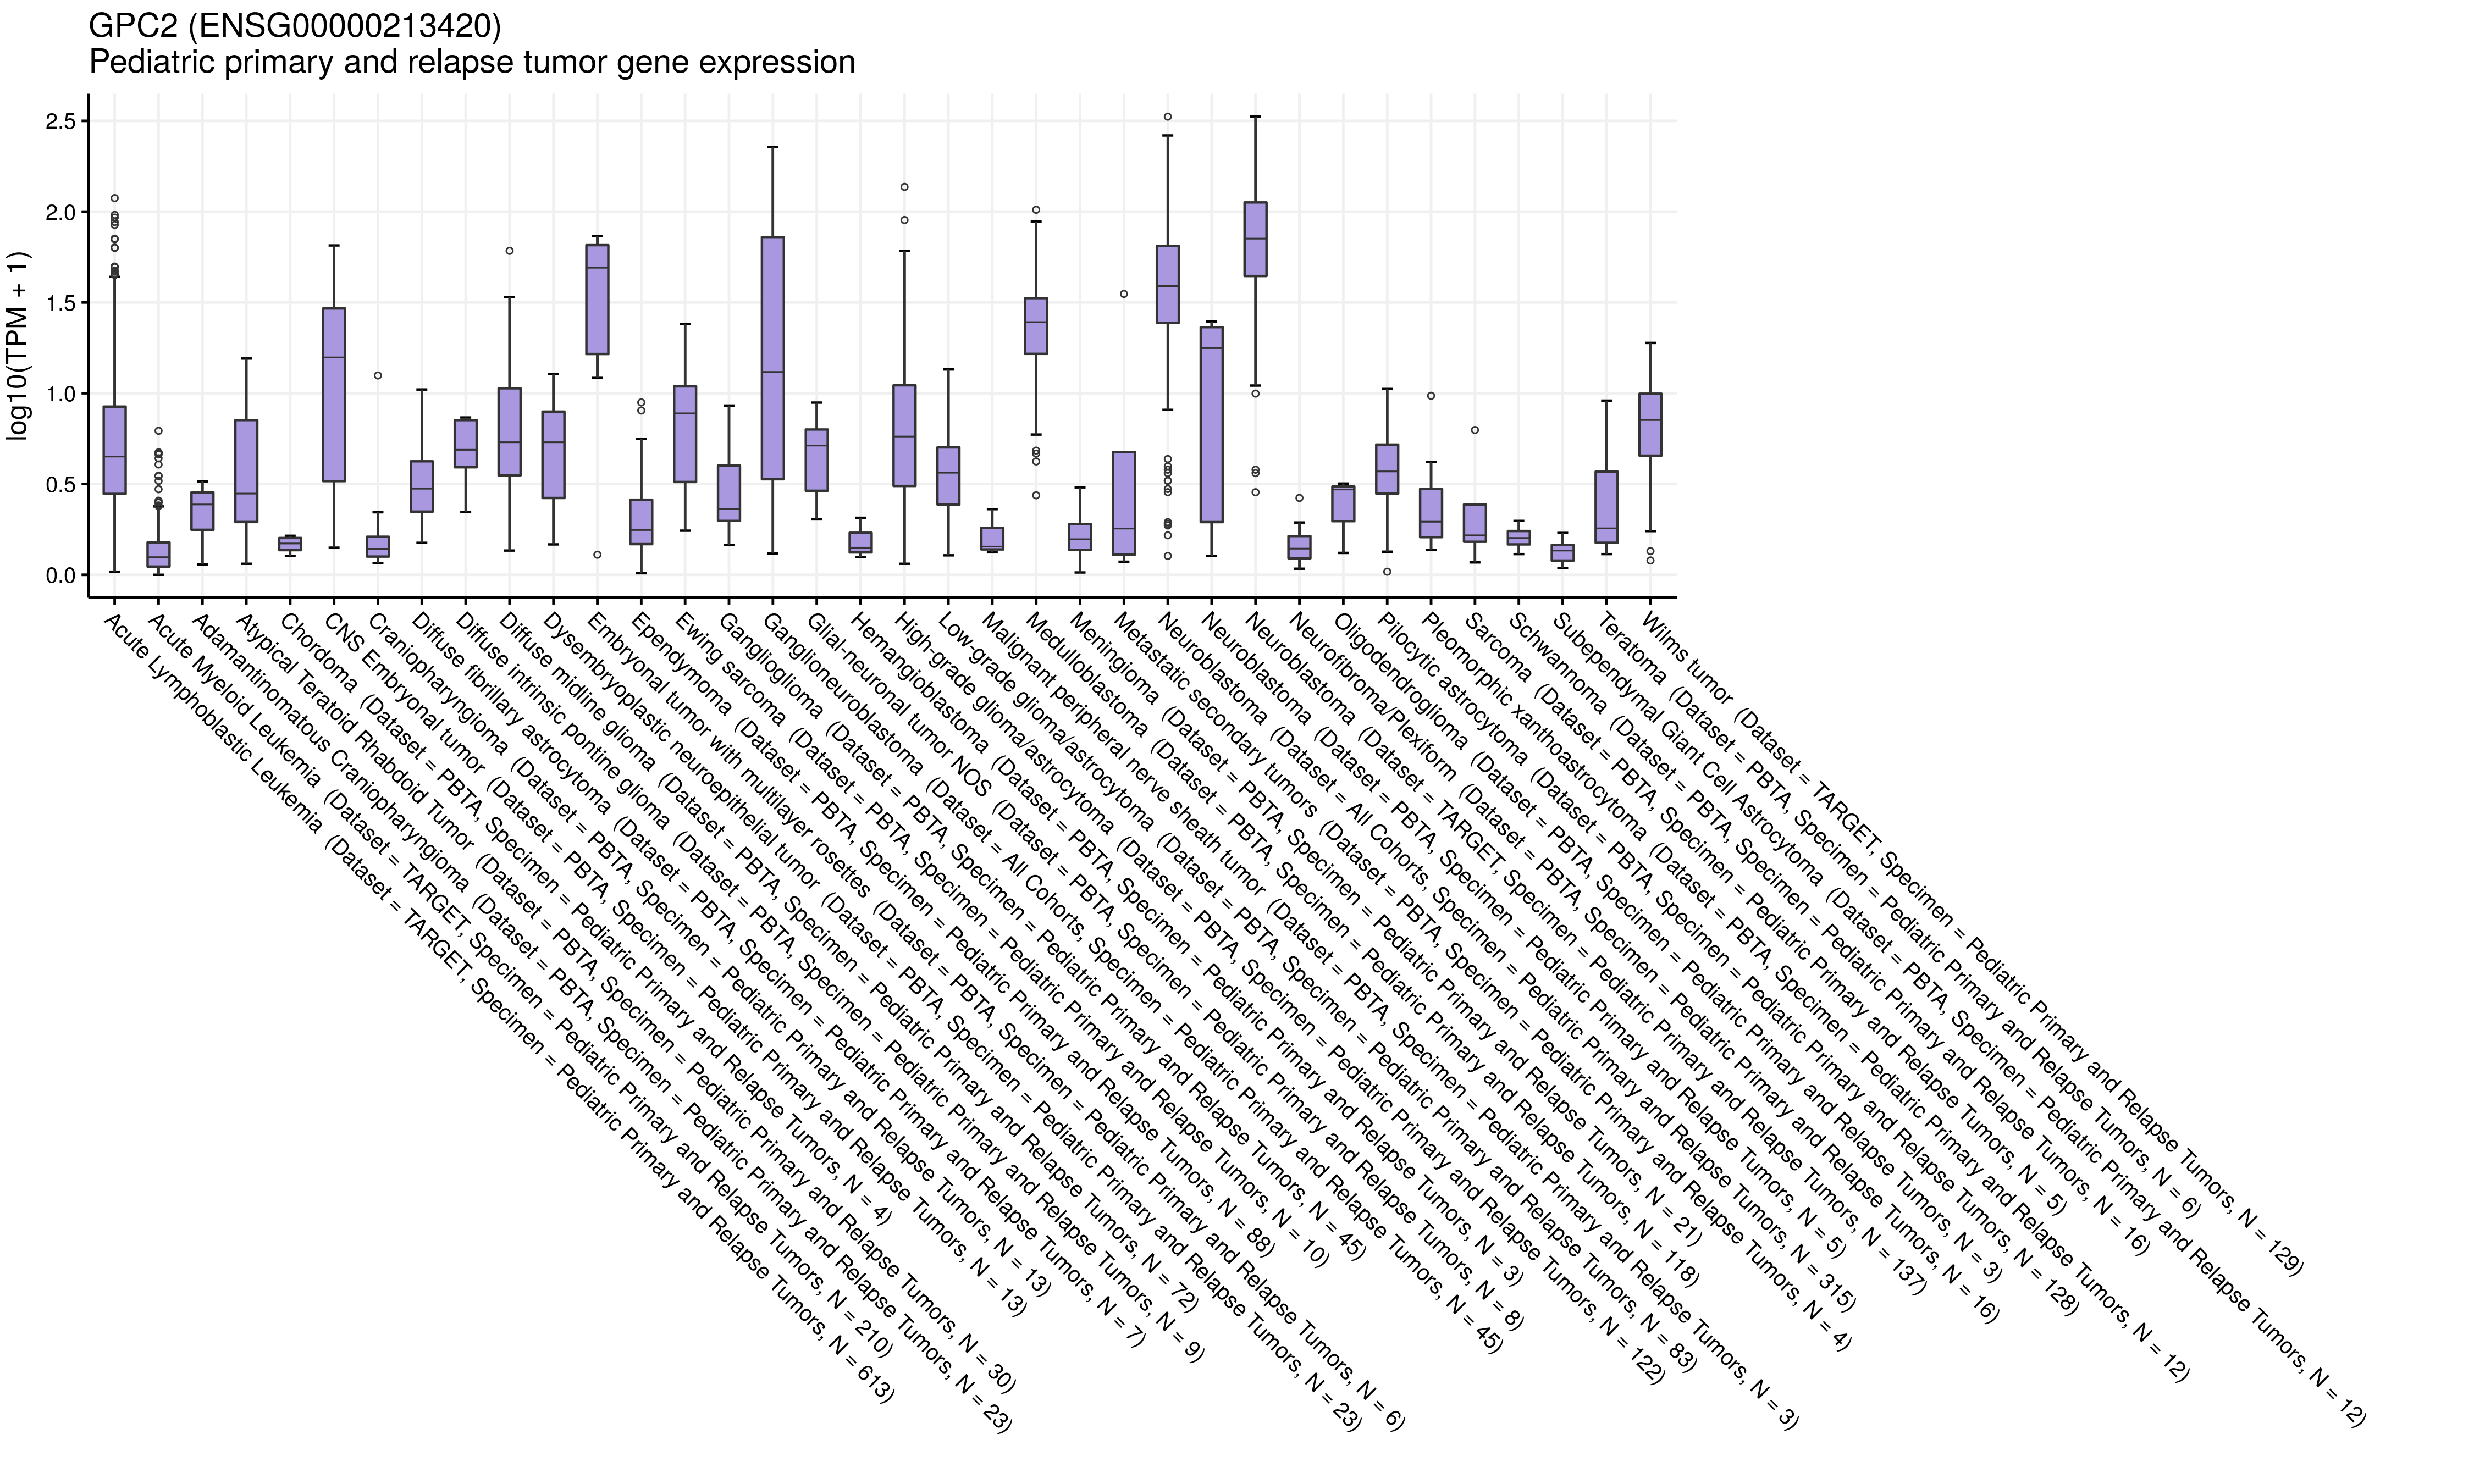 GPC2 (ENSG00000213420)
Pediatric primary and relapse tumor gene expression
log10(TPM + 1)
2.5
2.0
1.5
1.0
0.5
0.0
Acute Lymphoblastic Leukemia (Dataset = TARGET, Specimen = Pediatric Primary and Relapse Tumors, N = 613)
Acute Myeloid Leukemia (Dataset = TARGET, Specimen = Pediatric Primary and Relapse Tumors, N = 210)
Adamantinomatous Craniopharyngioma (Dataset = PBTA, Specimen = Pediatric Primary and Relapse Tumors, N = 23)
Atypical Teratoid Rhabdoid Tumor (Dataset = PBTA, Specimen = Pediatric Primary and Relapse Tumors, N = 30)
Chordoma (Dataset = PBTA, Specimen = Pediatric Primary and Relapse Tumors, N = 4)
CNS Embryonal tumor (Dataset = PBTA, Specimen = Pediatric Primary and Relapse Tumors, N = 13)
Craniopharyngioma (Dataset = PBTA, Specimen = Pediatric Primary and Relapse Tumors, N = 13)
Diffuse fibrillary astrocytoma (Dataset = PBTA, Specimen = Pediatric Primary and Relapse Tumors, N = 7)
Diffuse intrinsic pontine glioma (Dataset = PBTA, Specimen = Pediatric Primary and Relapse Tumors, N = 9)
Diffuse midline glioma (Dataset = PBTA, Specimen = Pediatric Primary and Relapse Tumors, N = 72)
Dysembryoplastic neuroepithelial tumor (Dataset = PBTA, Specimen = Pediatric Primary and Relapse Tumors, N = 23)
Embryonal tumor with multilayer rosettes (Dataset = PBTA, Specimen = Pediatric Primary and Relapse Tumors, N = 6)
Ependymoma (Dataset = PBTA, Specimen = Pediatric Primary and Relapse Tumors, N = 88)
Ewing sarcoma (Dataset = PBTA, Specimen = Pediatric Primary and Relapse Tumors, N = 10)
Ganglioglioma (Dataset = PBTA, Specimen = Pediatric Primary and Relapse Tumors, N = 45)
Ganglioneuroblastoma (Dataset = All Cohorts, Specimen = Pediatric Primary and Relapse Tumors, N = 45)
Glial-neuronal tumor NOS (Dataset = PBTA, Specimen = Pediatric Primary and Relapse Tumors, N = 8)
Hemangioblastoma (Dataset = PBTA, Specimen = Pediatric Primary and Relapse Tumors, N = 3)
High-grade glioma/astrocytoma (Dataset = PBTA, Specimen = Pediatric Primary and Relapse Tumors, N = 122)
Low-grade glioma/astrocytoma (Dataset = PBTA, Specimen = Pediatric Primary and Relapse Tumors, N = 83)
Malignant peripheral nerve sheath tumor (Dataset = PBTA, Specimen = Pediatric Primary and Relapse Tumors, N = 3)
Medulloblastoma (Dataset = PBTA, Specimen = Pediatric Primary and Relapse Tumors, N = 118)
Meningioma (Dataset = PBTA, Specimen = Pediatric Primary and Relapse Tumors, N = 21)
Metastatic secondary tumors (Dataset = PBTA, Specimen = Pediatric Primary and Relapse Tumors, N = 4)
Neuroblastoma (Dataset = All Cohorts, Specimen = Pediatric Primary and Relapse Tumors, N = 315)
Neuroblastoma (Dataset = PBTA, Specimen = Pediatric Primary and Relapse Tumors, N = 5)
Neuroblastoma (Dataset = TARGET, Specimen = Pediatric Primary and Relapse Tumors, N = 137)
Neurofibroma/Plexiform (Dataset = PBTA, Specimen = Pediatric Primary and Relapse Tumors, N = 16)
Oligodendroglioma (Dataset = PBTA, Specimen = Pediatric Primary and Relapse Tumors, N = 3)
Pilocytic astrocytoma (Dataset = PBTA, Specimen = Pediatric Primary and Relapse Tumors, N = 128)
Pleomorphic xanthoastrocytoma (Dataset = PBTA, Specimen = Pediatric Primary and Relapse Tumors, N = 12)
Sarcoma (Dataset = PBTA, Specimen = Pediatric Primary and Relapse Tumors, N = 5)
Schwannoma (Dataset = PBTA, Specimen = Pediatric Primary and Relapse Tumors, N = 16)
Subependymal Giant Cell Astrocytoma (Dataset = PBTA, Specimen = Pediatric Primary and Relapse Tumors, N = 12)
Teratoma (Dataset = PBTA, Specimen = Pediatric Primary and Relapse Tumors, N = 6)
Wilms tumor (Dataset = TARGET, Specimen = Pediatric Primary and Relapse Tumors, N = 129)